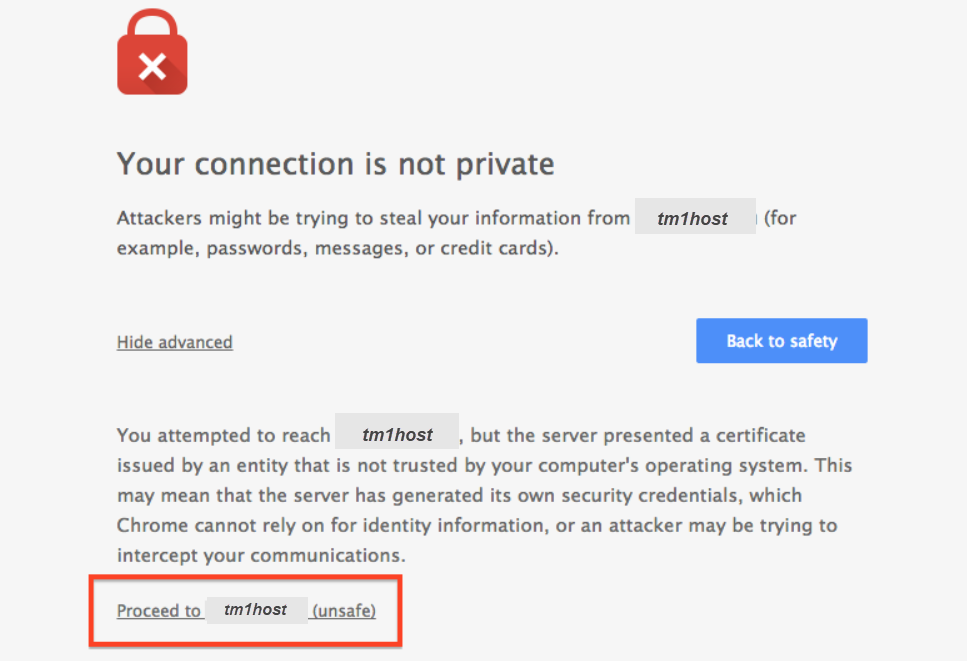 Your connection is not private
Attackers might be trying to steal your information from tm1host (for
example, passwords, messages, or credit cards).
Hide advanced
Back to safety
You attempted to reach tm1host, but the server presented a certificate
issued by an entity that is not trusted by your computer's operating system. This
may mean that the server has generated its own security credentials, which
Chrome cannot rely on for identity information, or an attacker may be trying to
intercept your communications.
Proceed to tm1host (unsafe)